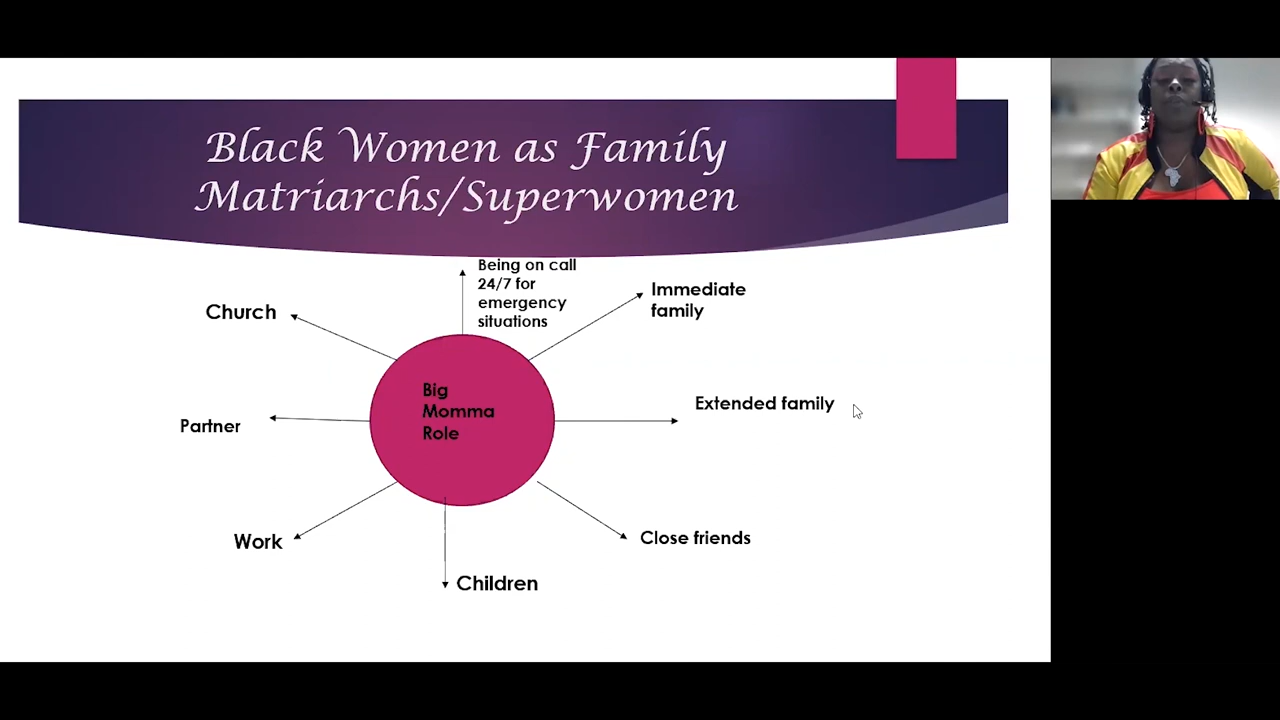 Black Women as Family
Matriarchs/Superwomen
Being on call
24/7 for
emergency
situations
Immediate
family
Church
Big
Momma
Role
Extended family
Partner
Work
Close friends
Children